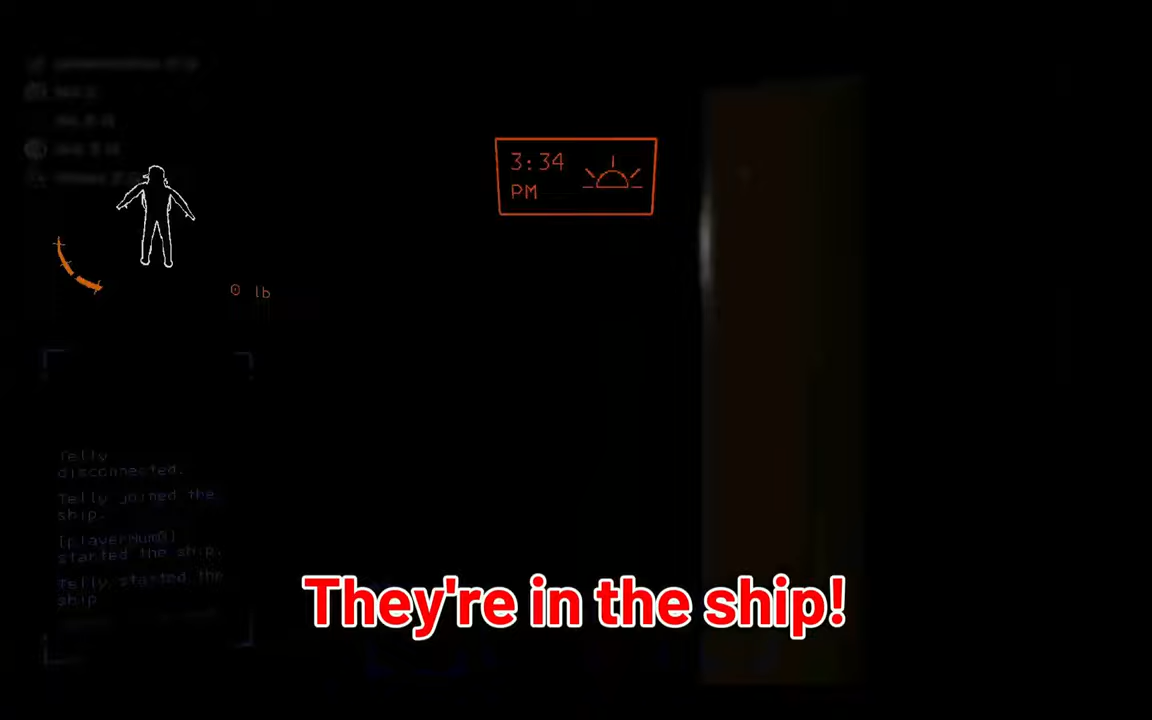 3:34
PM
0 lb
Telly
disconnected.
Telly joined the
ship.
[playerNum0]
started the ship.
Telly started the
ship
They're in the ship!